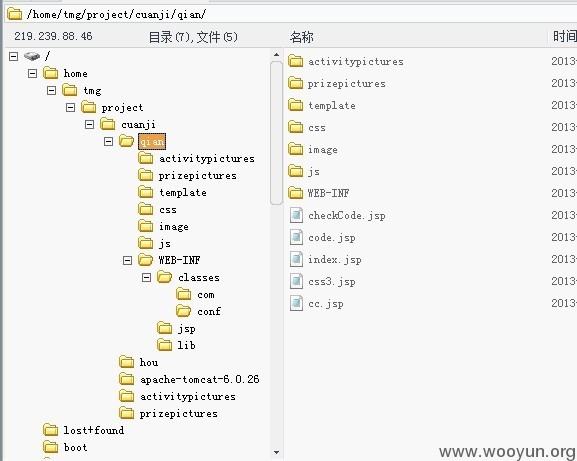 /home/tmg/project/cuanji/qian/
219.239.88.46 目录(7),文件(5) 名称 时间
/
home
tmg
project
cuanji
qian
activitypictures
prizepictures
template
css
image
js
WEB-INF
classes
com
conf
jsp
lib
hou
apache-tomcat-6.0.26
activitypictures
prizepictures
lost+found
boot
activitypictures 2013-
prizepictures 2013-
template 2013-
css 2013-
image 2013-
js 2013-
WEB-INF 2013-
checkCode.jsp 2013-
code.jsp 2013-
index.jsp 2013-
css3.jsp 2013-
cc.jsp 2013-
www.wooyun.org